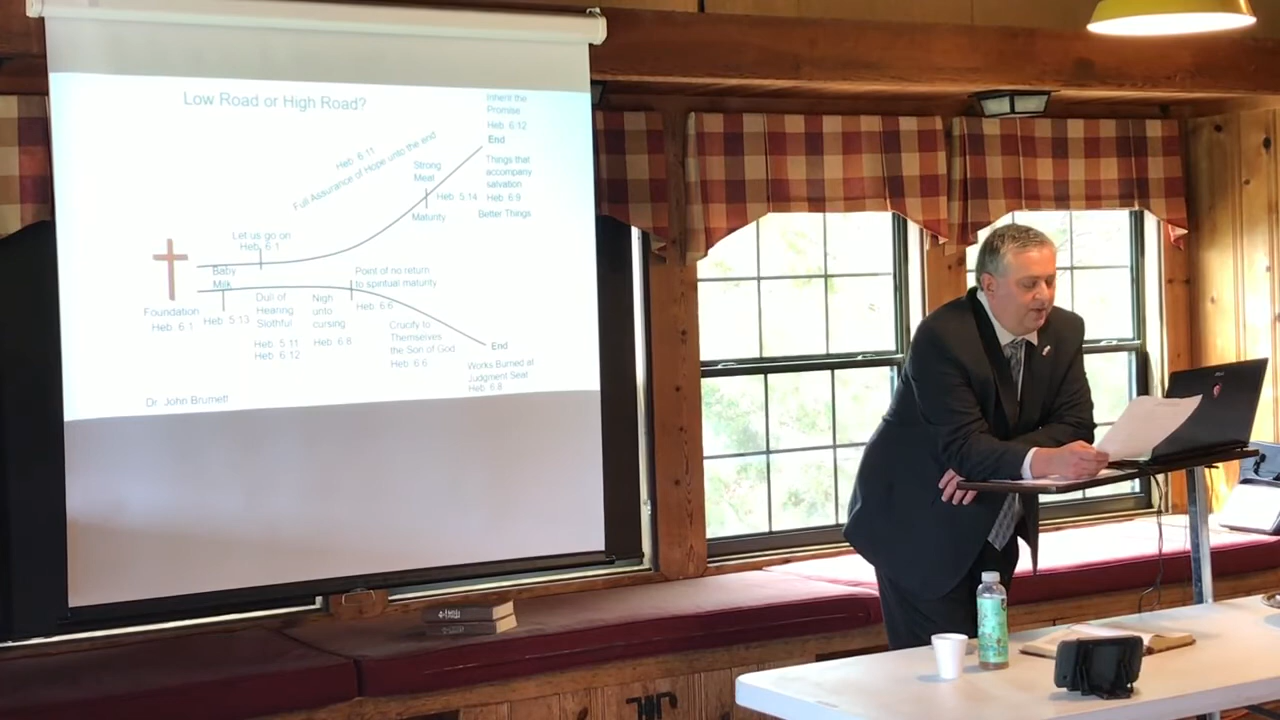 Low Road or High Road?
Inherit the
Promise
Heb. 6:12
End
Heb. 6:11
Full Assurance of Hope unto the end
Strong
Meat
Heb. 5:14
Maturity
Things that
accompany
salvation
Heb. 6:9
Better Things
Let us go on
Heb. 6:1
Baby
Milk
Foundation
Heb. 6:1
Heb. 5:13
Dull of
Hearing
Slothful
Heb. 5:11
Heb. 6:12
Nigh
unto
cursing
Heb. 6:8
Point of no return
to spiritual maturity
Heb. 6:6
Crucify to
Themselves
the Son of God
Heb. 6:6
End
Works Burned at
Judgment Seat
Heb. 6:8
Dr. John Brumett